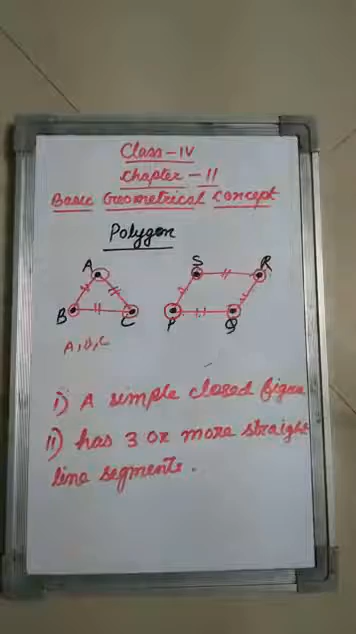 Class-IV
Chapter - 11
Basic Geometrical concept
Polygon
A
B
C
S
R
P
Q
A, B, C
i) A simple closed figure
ii) has 3 or more straight
line segments.